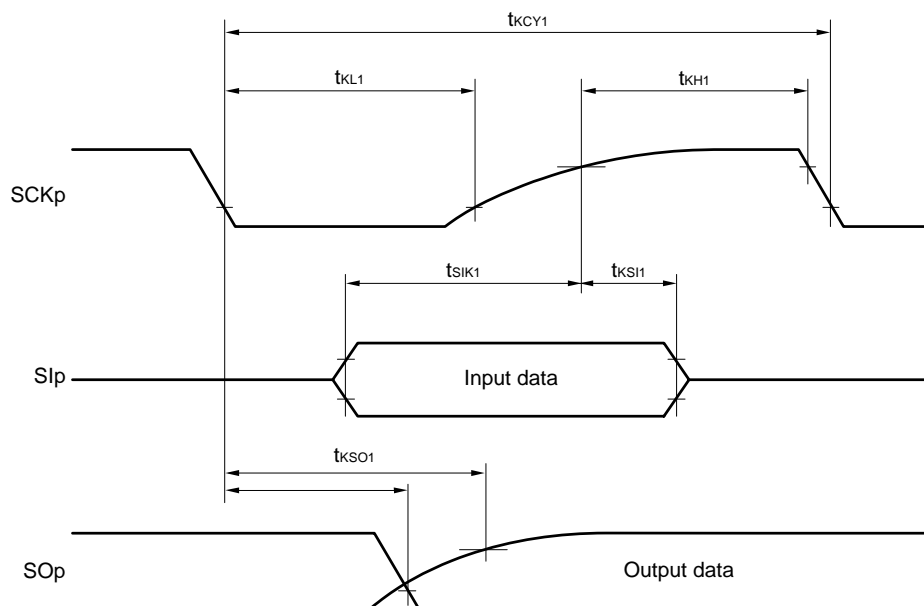 tKCY1
tKL1
tKH1
SCKp
tSIK1
tKSI1
SIp
Input data
tKSO1
SOp
Output data